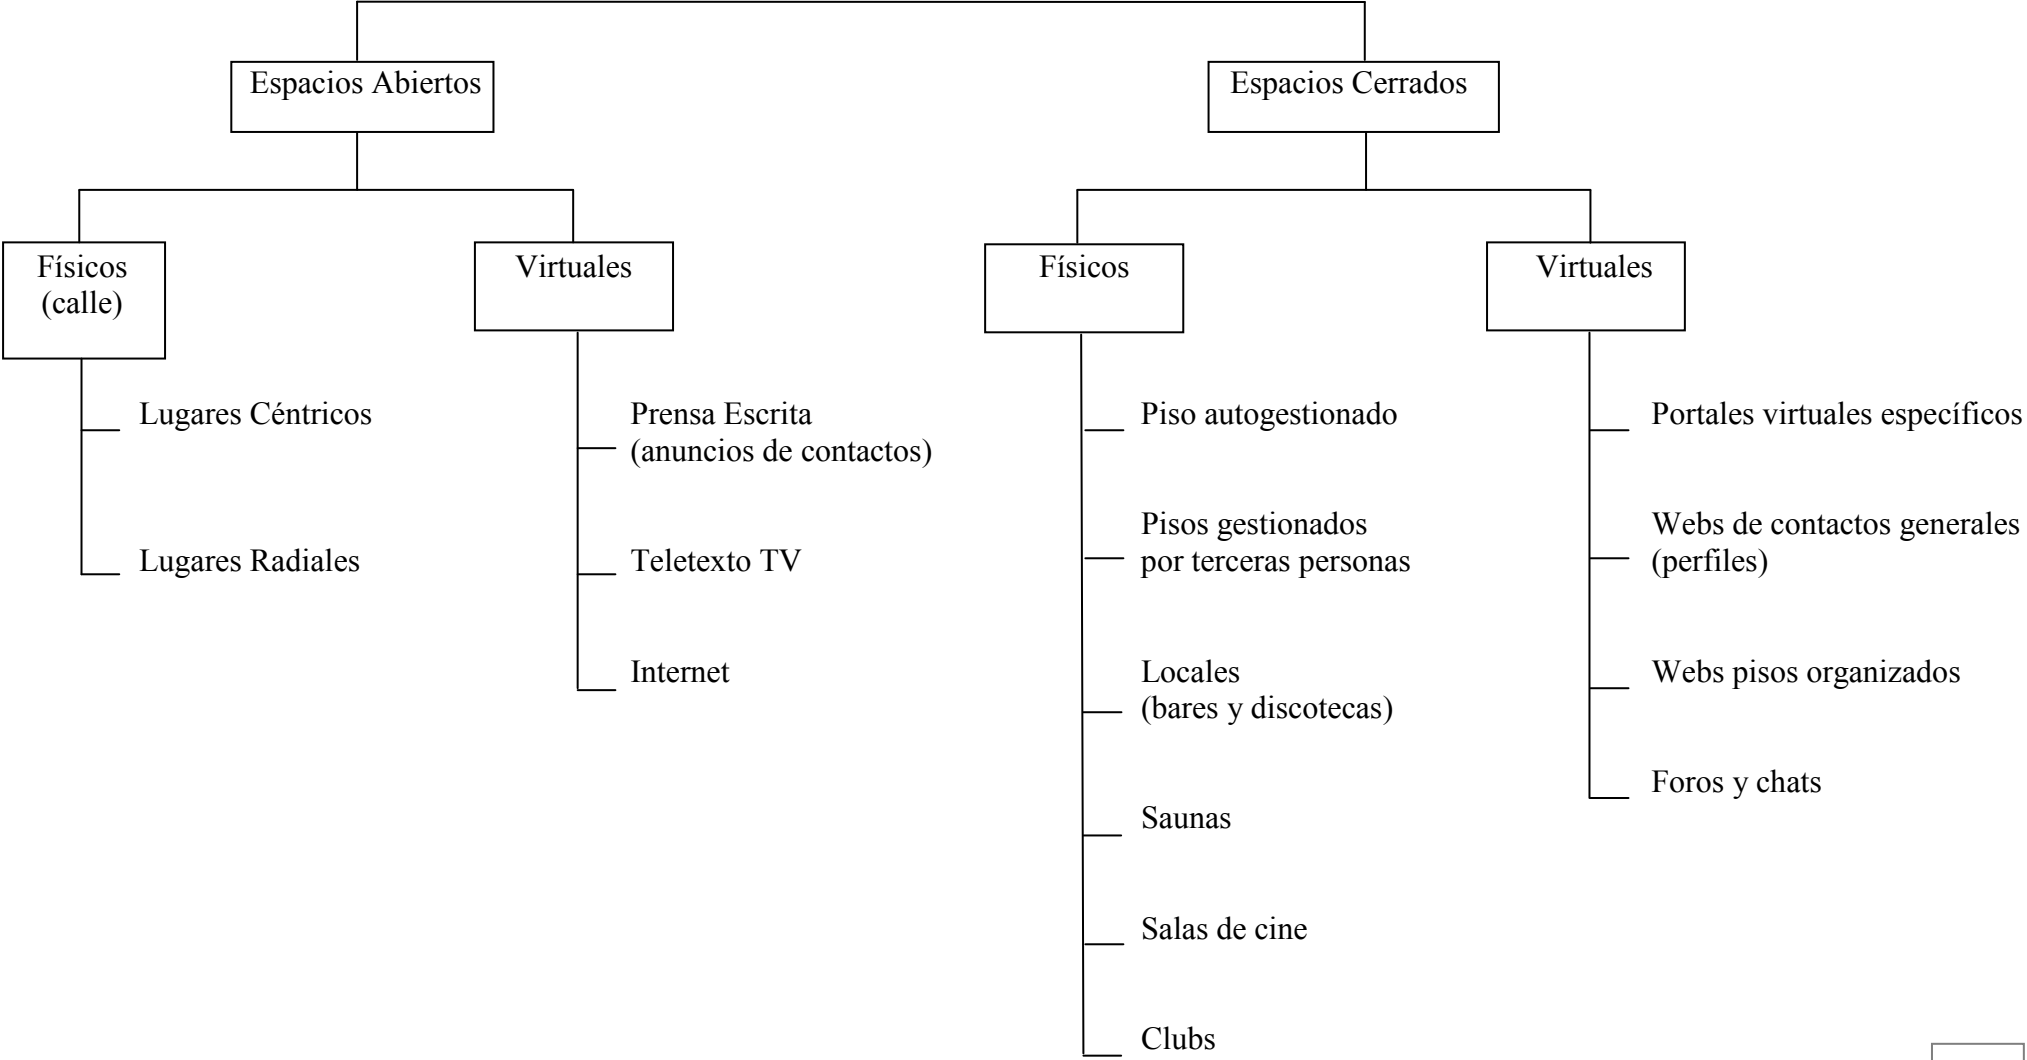 Espacios Abiertos
Espacios Cerrados
Físicos
(calle)
Virtuales
Físicos
Virtuales
Lugares Céntricos
Lugares Radiales
Prensa Escrita
(anuncios de contactos)
Teletexto TV
Internet
Piso autogestionado
Pisos gestionados
por terceras personas
Locales
(bares y discotecas)
Saunas
Salas de cine
Clubs
Portales virtuales específicos
Webs de contactos generales
(perfiles)
Webs pisos organizados
Foros y chats